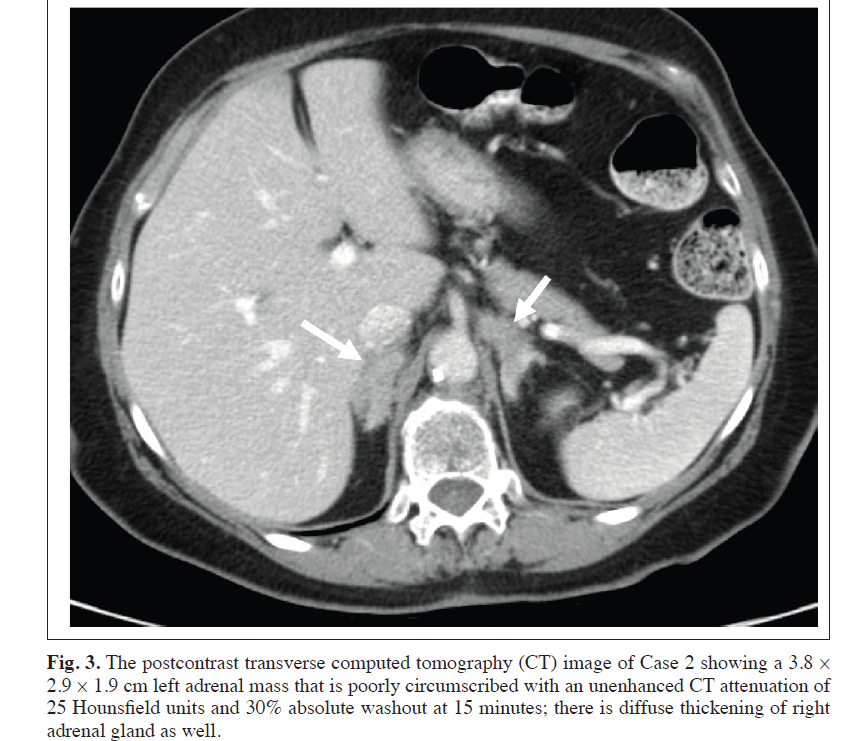 Fig. 3. The postcontrast transverse computed tomography (CT) image of Case 2 showing a 3.8 ×
2.9 × 1.9 cm left adrenal mass that is poorly circumscribed with an unenhanced CT attenuation of
25 Hounsfield units and 30% absolute washout at 15 minutes; there is diffuse thickening of right
adrenal gland as well.